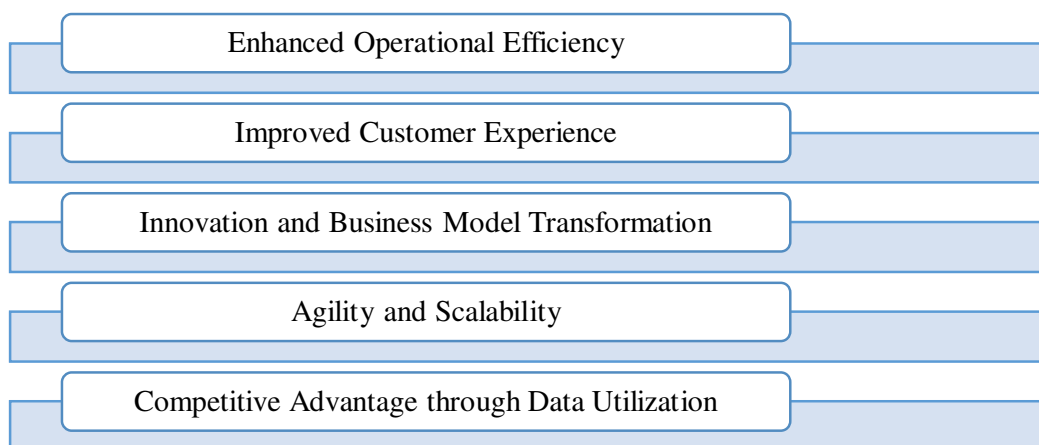 Enhanced Operational Efficiency
Improved Customer Experience
Innovation and Business Model Transformation
Agility and Scalability
Competitive Advantage through Data Utilization